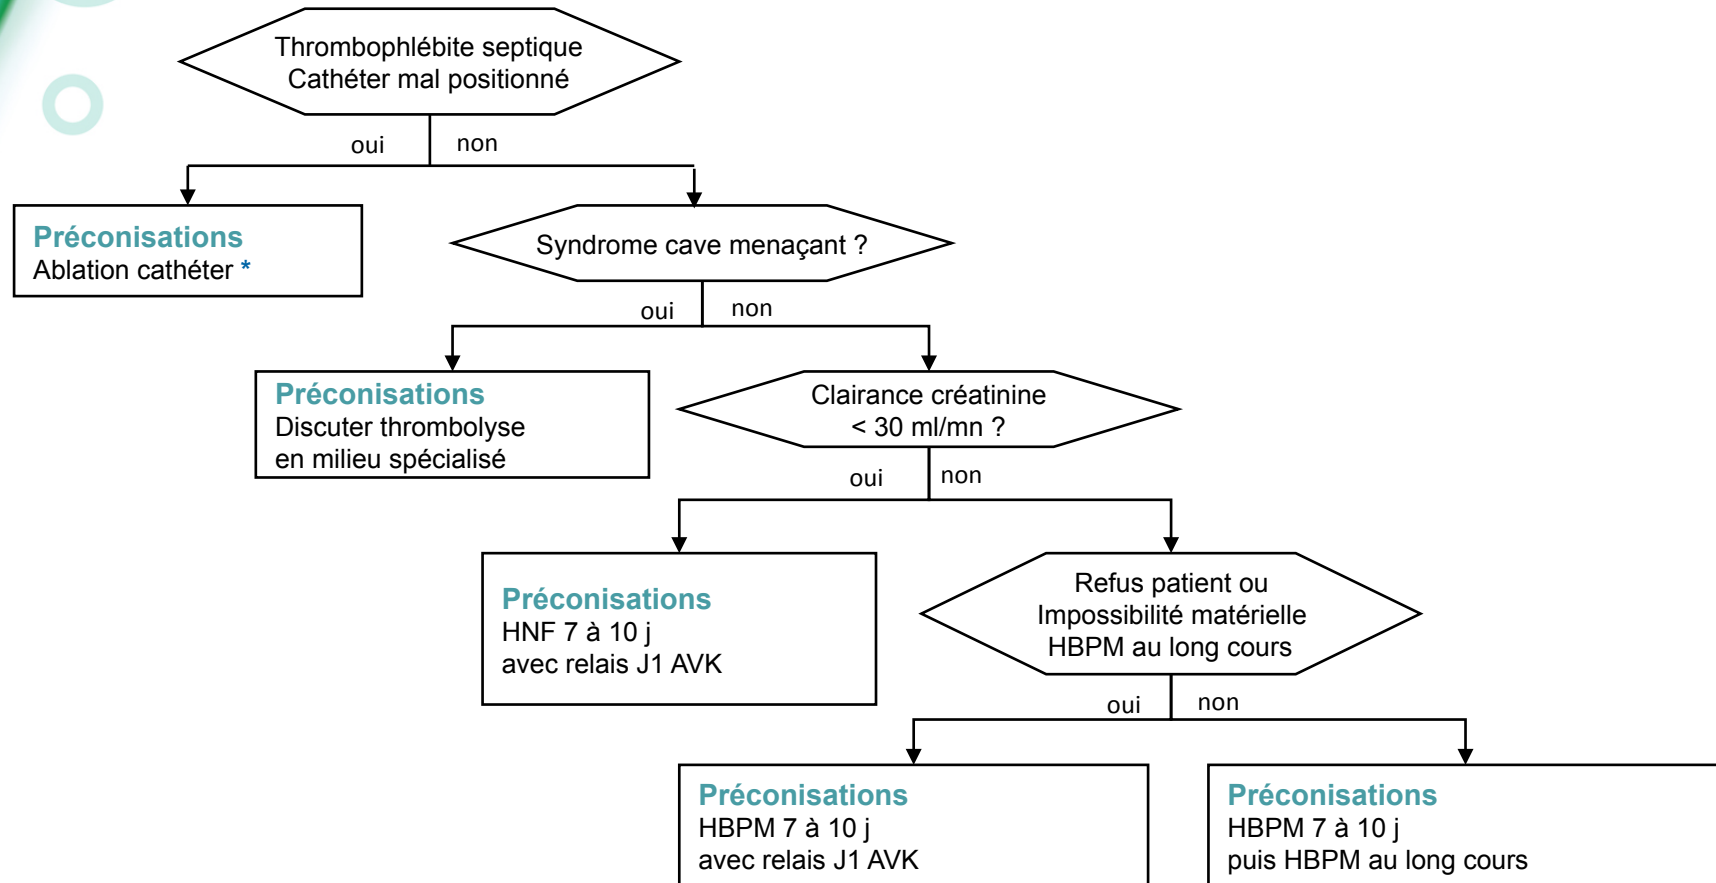 Thrombophlébite septique
Cathéter mal positionné
oui
non
Préconisations
Ablation cathéter *
Syndrome cave menaçant ?
oui
non
Préconisations
Discuter thrombolyse
en milieu spécialisé
Clairance créatinine
< 30 ml/mn ?
oui
non
Préconisations
HNF 7 à 10 j
avec relais J1 AVK
Refus patient ou
Impossibilité matérielle
HBPM au long cours
oui
non
Préconisations
HBPM 7 à 10 j
avec relais J1 AVK
Préconisations
HBPM 7 à 10 j
puis HBPM au long cours